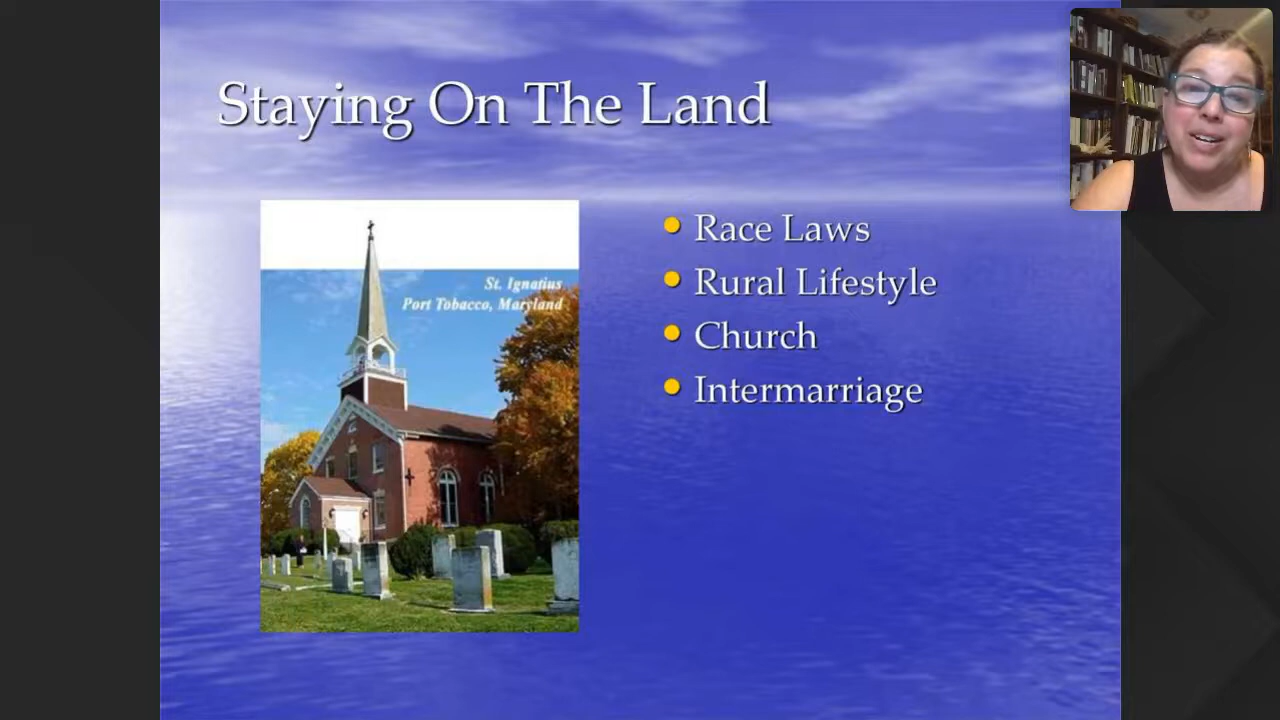 Staying On The Land
St. Ignatius
Port Tobacco, Maryland
Race Laws
Rural Lifestyle
Church
Intermarriage